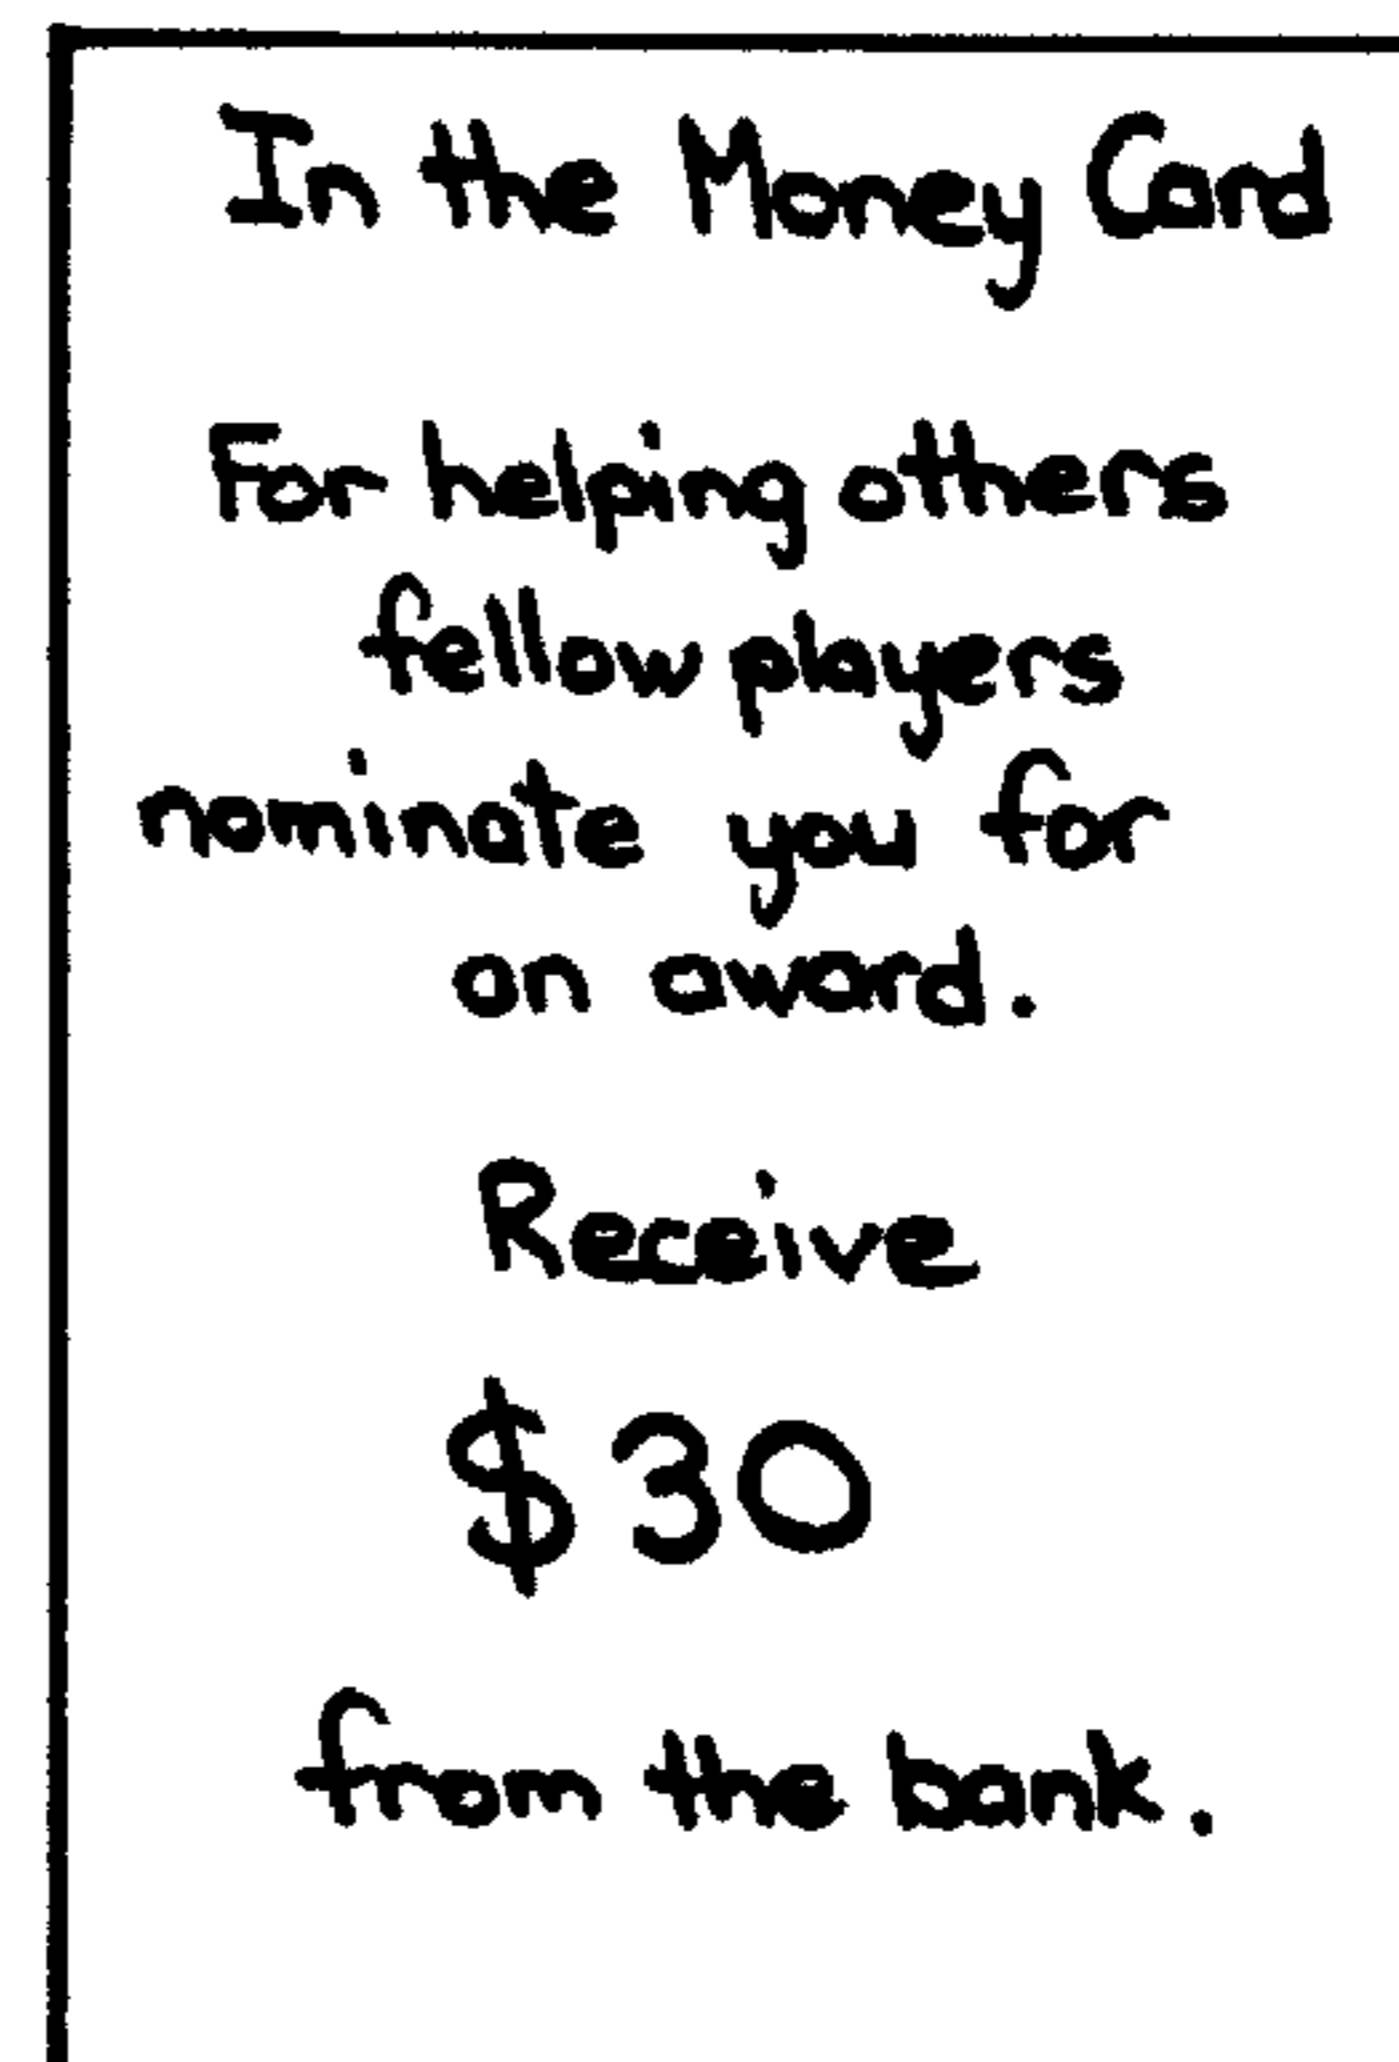 In the Money Card
For helping others
fellow players
nominate you for
an award.
Receive
$30
from the bank.